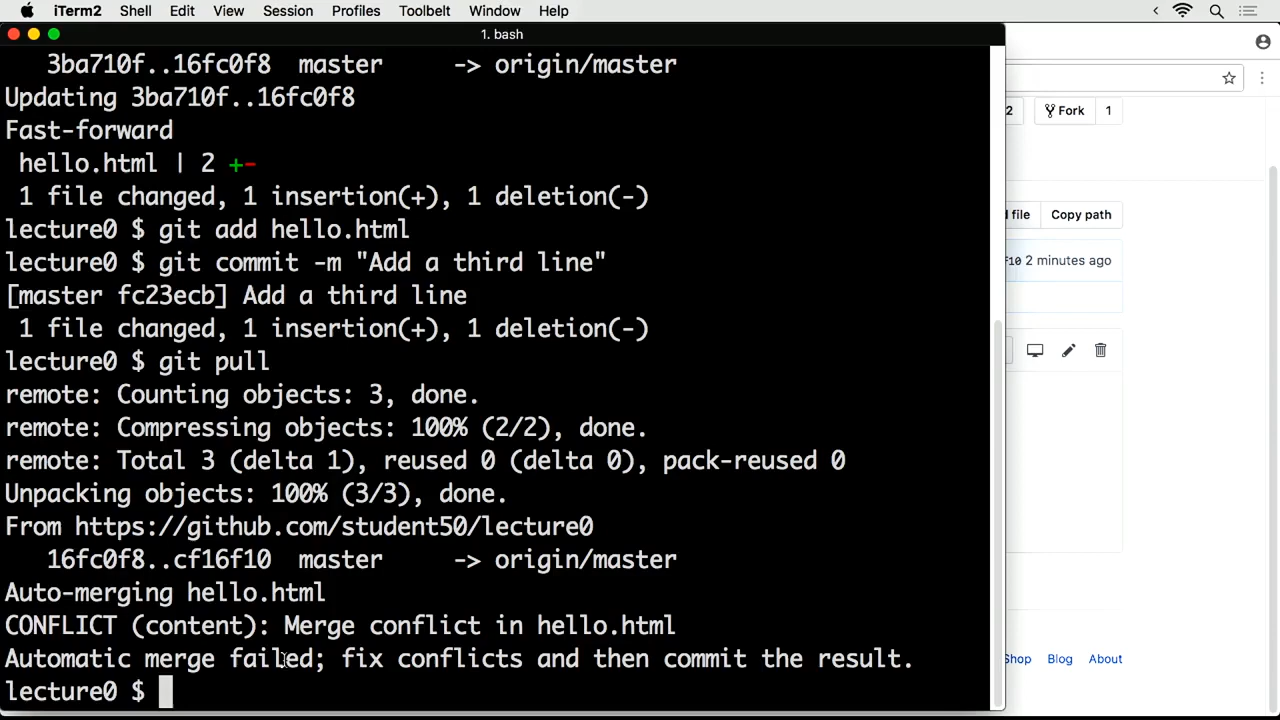 iTerm2 Shell Edit View Session Profiles Toolbelt Window Help
1. bash
3ba710f..16fc0f8 master -> origin/master
Updating 3ba710f..16fc0f8
Fast-forward
hello.html | 2 +-
1 file changed, 1 insertion(+), 1 deletion(-)
lecture0 $ git add hello.html
lecture0 $ git commit -m "Add a third line"
[master fc23ecb] Add a third line
1 file changed, 1 insertion(+), 1 deletion(-)
lecture0 $ git pull
remote: Counting objects: 3, done.
remote: Compressing objects: 100% (2/2), done.
remote: Total 3 (delta 1), reused 0 (delta 0), pack-reused 0
Unpacking objects: 100% (3/3), done.
From https://github.com/student50/lecture0
16fc0f8..cf16f10 master -> origin/master
Auto-merging hello.html
CONFLICT (content): Merge conflict in hello.html
Automatic merge failed; fix conflicts and then commit the result.
lecture0 $
2 Fork 1
file Copy path
f10 2 minutes ago
Shop Blog About